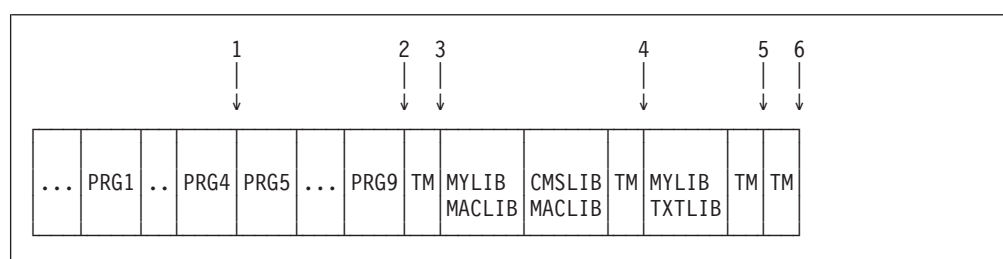 1 2 3 4 5 6
... PRG1 .. PRG4 PRG5 ... PRG9 TM MYLIB CMSLIB TM MYLIB TM TM
MACLIB MACLIB TXTLIB